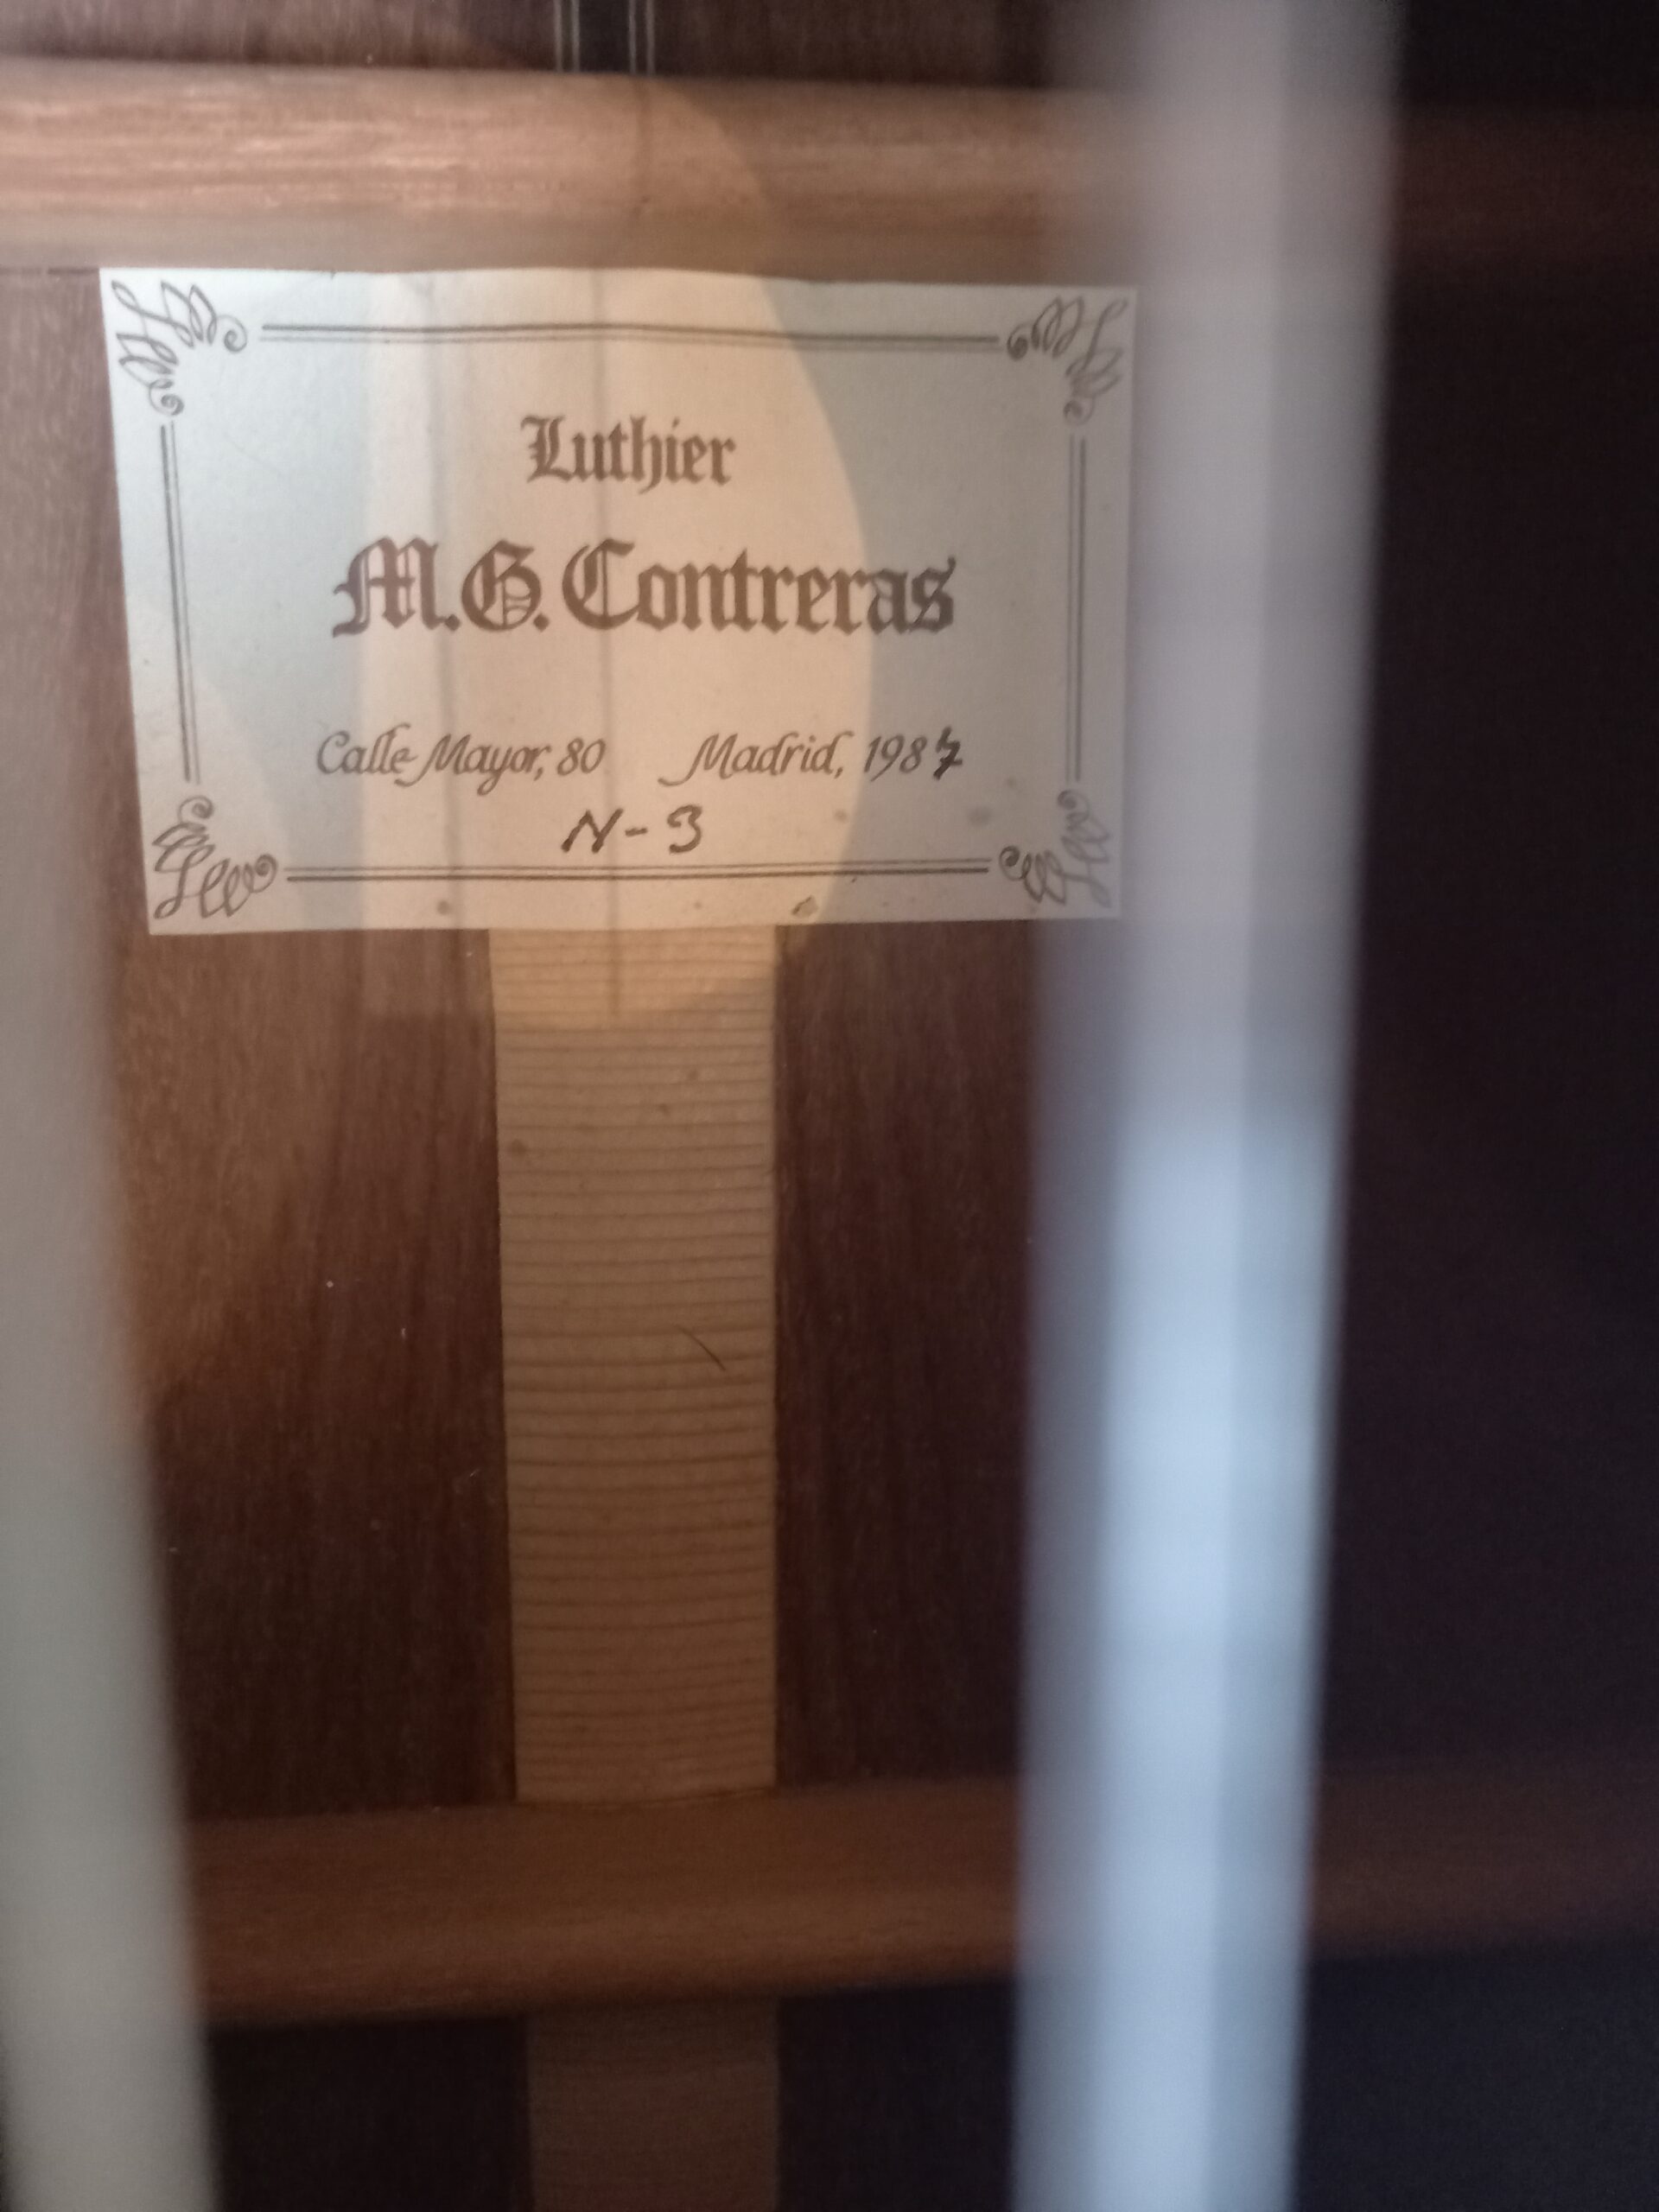 Luthier
M.G. Contreras
Calle Mayor, 80 Madrid, 1987
N-3